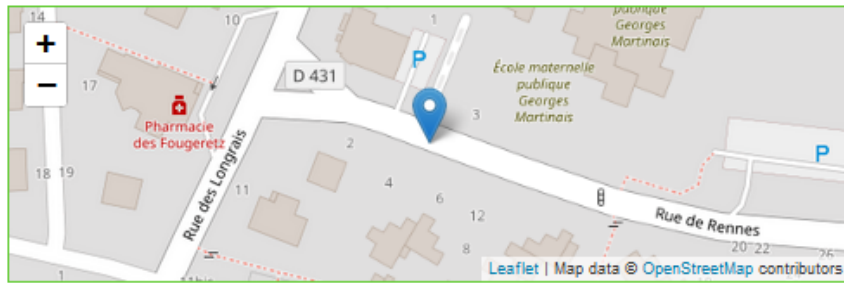 14
10
1
publique
Georges
Martinais
+
−
D 431
P
École maternelle
publique
Georges
Martinais
17
Pharmacie
des Fougeretz
3
2
P
18
19
Rue des Longrais
11
4
6
12
8
Rue de Rennes
20
22
26
1
11bis
Leaflet | Map data © OpenStreetMap contributors